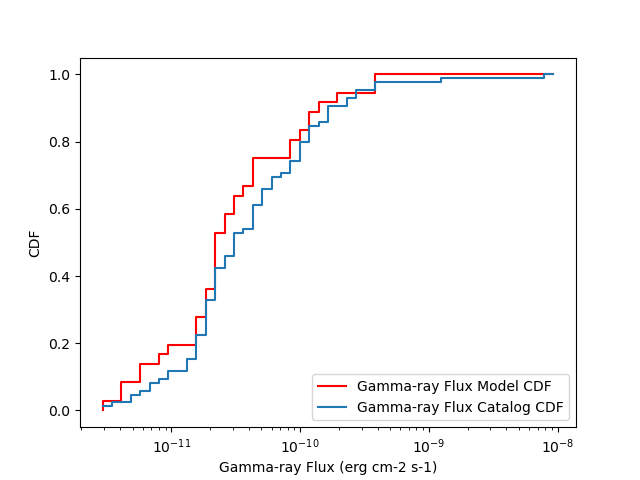 1.0
0.8
0.6
0.4
0.2
0.0
CDF
10⁻¹¹
10⁻¹⁰
10⁻⁹
10⁻⁸
Gamma-ray Flux (erg cm-2 s-1)
Gamma-ray Flux Model CDF
Gamma-ray Flux Catalog CDF